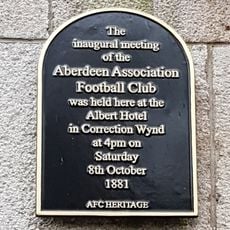 The
inaugural meeting
of the
Aberdeen Association
Football Club
was held here at the
Albert Hotel
in Correction Wynd
at 4pm on
Saturday
8th October
1881
AFC HERITAGE